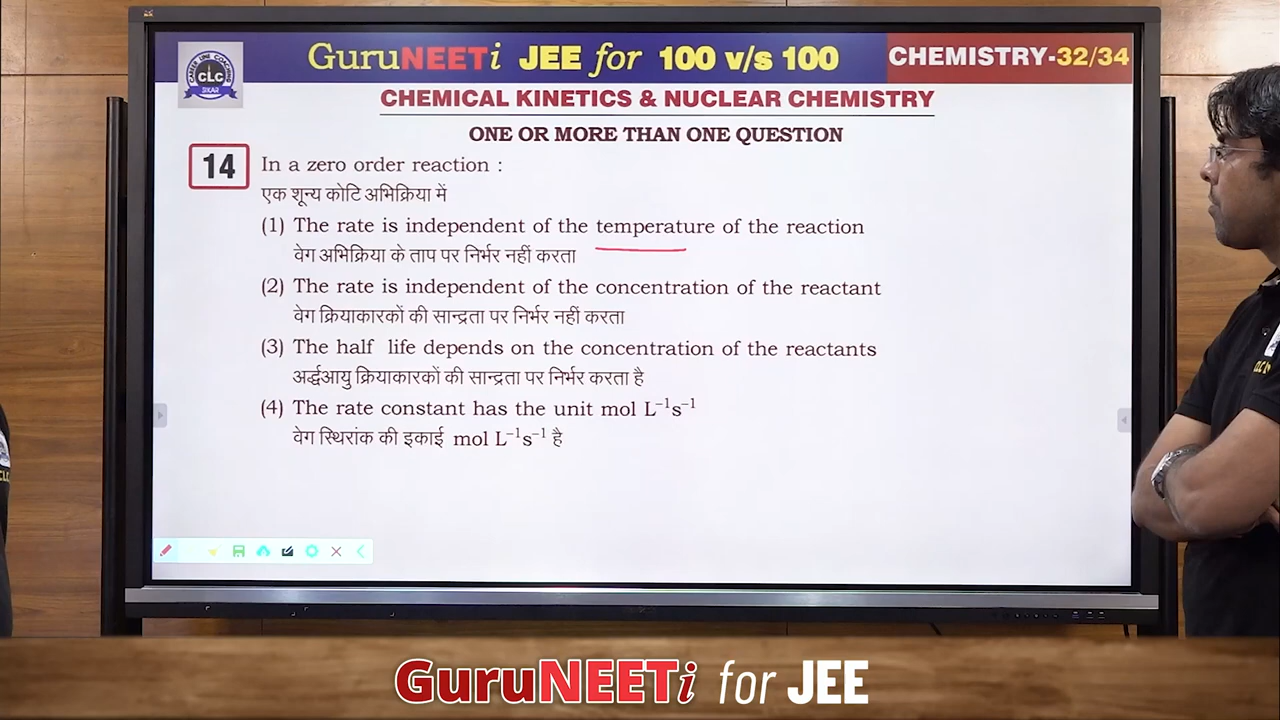 GuruNEETi JEE for 100 v/s 100
CHEMISTRY-32/34
CLC
SIKAR
CHEMICAL KINETICS & NUCLEAR CHEMISTRY
ONE OR MORE THAN ONE QUESTION
14 In a zero order reaction :
एक शून्य कोटि अभिक्रिया में
(1) The rate is independent of the temperature of the reaction
वेग अभिक्रिया के ताप पर निर्भर नहीं करता
(2) The rate is independent of the concentration of the reactant
वेग क्रियाकारकों की सान्द्रता पर निर्भर नहीं करता
(3) The half life depends on the concentration of the reactants
अर्द्धआयु क्रियाकारकों की सान्द्रता पर निर्भर करता है
(4) The rate constant has the unit mol L⁻¹s⁻¹
वेग स्थिरांक की इकाई mol L⁻¹s⁻¹ है
GuruNEETi for JEE